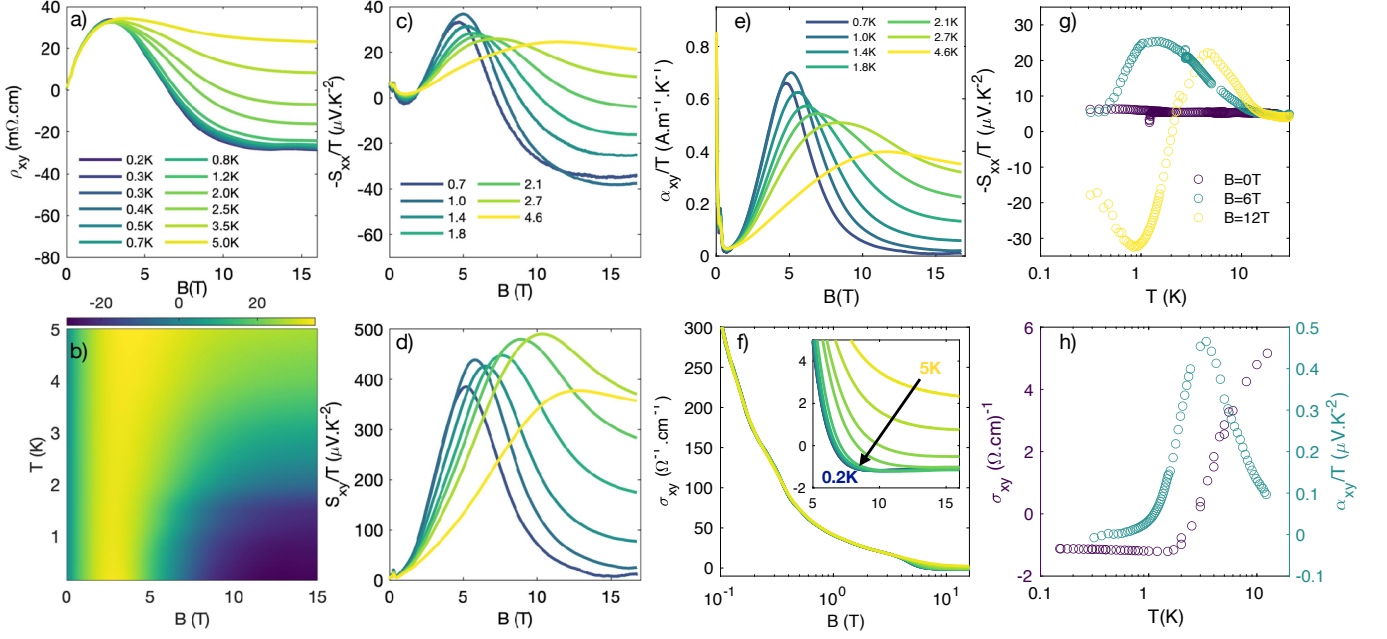 a)
ρxy (mΩ.cm)
40
20
0
-20
-40
-60
80
0.2K
0.3K
0.3K
0.4K
0.5K
0.7K
0.8K
1.2K
2.0K
2.5K
3.5K
5.0K
0 5 10 15
B(T)
c)
-Sxx/T (μV.K⁻²)
40
20
0
-20
-40
-60
0.7
1.0
1.4
1.8
2.1
2.7
4.6
0 5 10 15
B (T)
e)
αxy/T (A.m⁻¹.K⁻¹)
0.8
0.6
0.4
0.2
0
0.7K
1.0K
1.4K
1.8K
2.1K
2.7K
4.6K
0 5 10 15
B(T)
g)
-Sxx/T (μV.K⁻²)
30
20
10
0
-10
-20
-30
B=0T
B=6T
B=12T
0.1 1 10
T (K)
-20 0 20
b)
T (K)
5
4
3
2
1
0 5 10 15
B (T)
d)
Sxy/T (μV.K⁻²)
500
400
300
200
100
0
0 5 10 15
B (T)
f)
σxy (Ω⁻¹.cm⁻¹)
300
250
200
150
100
50
0
10⁻¹ 10⁰ 10¹
B (T)
4
2
0
-2
5 10 15
5K
0.2K
h)
σxy (Ω.cm)⁻¹
6
4
2
0
-2
0.1 1 10
T(K)
0.5
0.4
0.3
0.2
0.1
0
-0.1
αxy/T (μV.K⁻²)